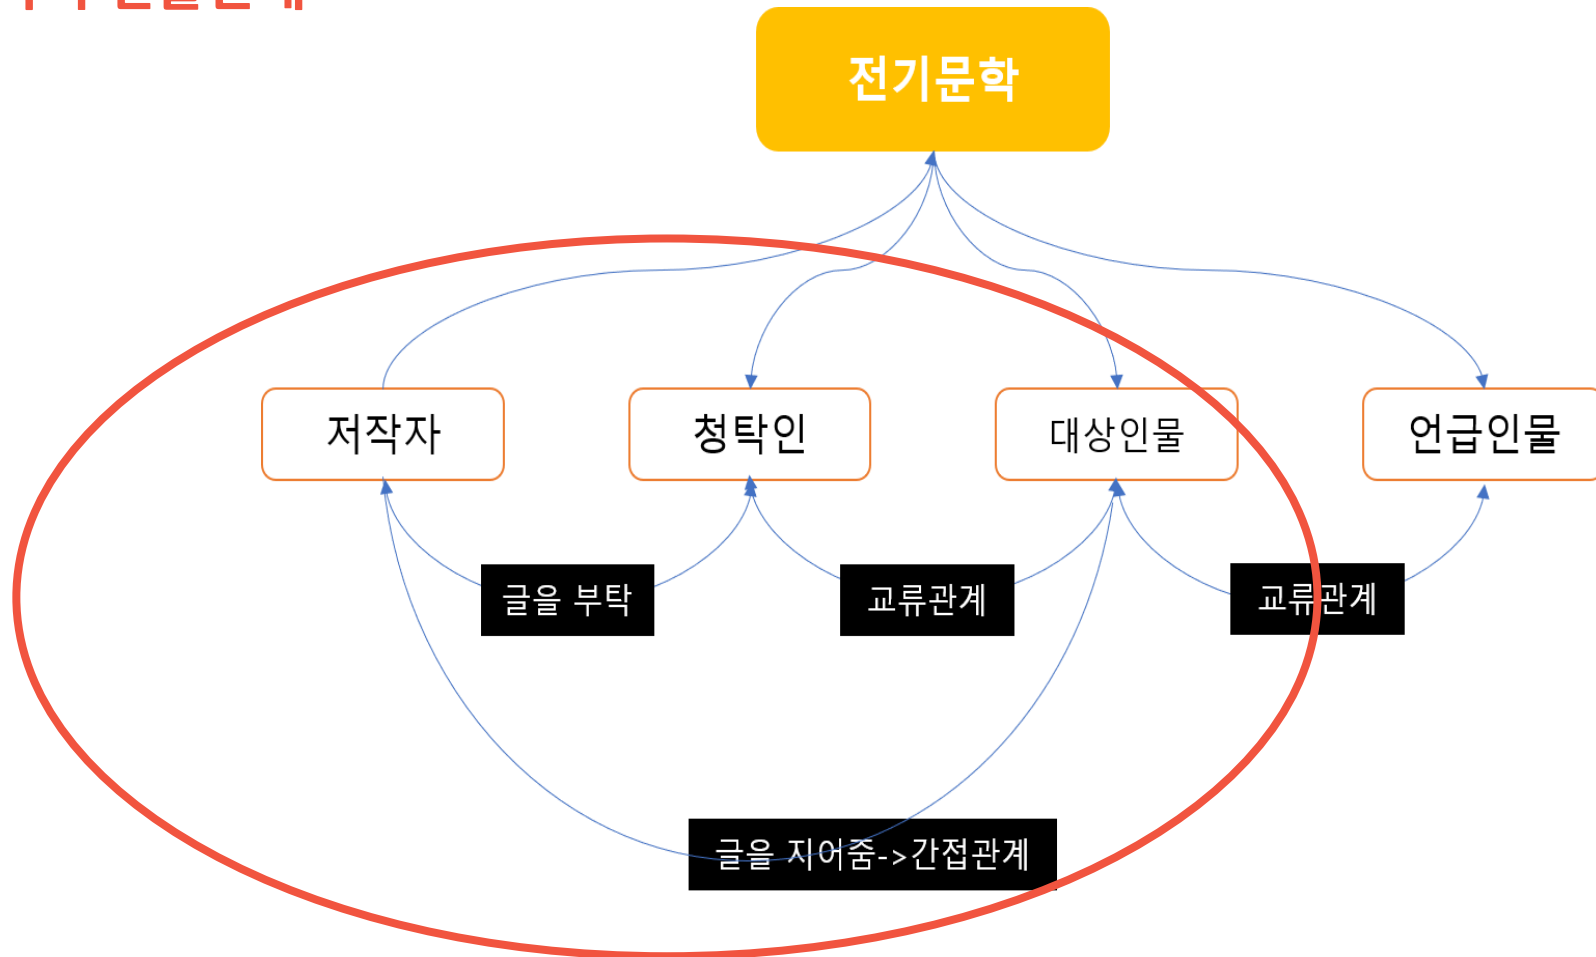 전기문학
저작자
청탁인
대상인물
언급인물
글을 부탁
교류관계
교류관계
글을 지어줌->간접관계